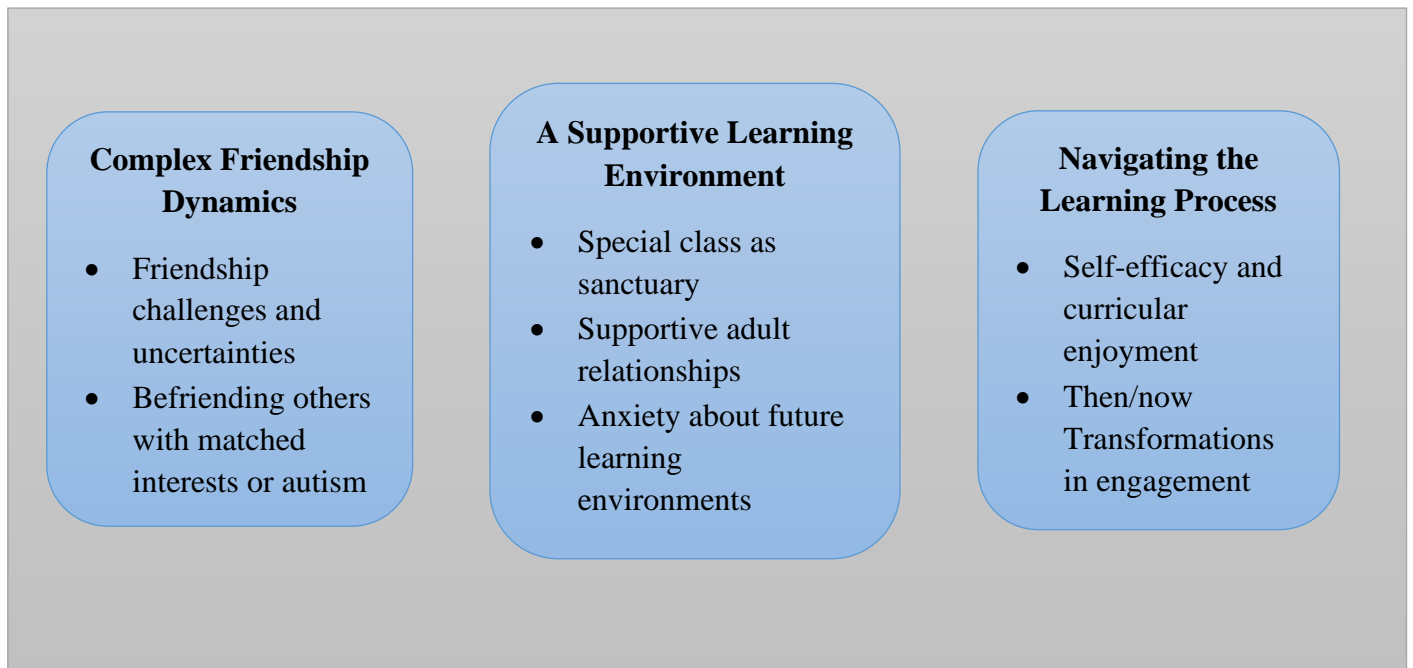 Complex Friendship
Dynamics
• Friendship
challenges and
uncertainties
• Befriending others
with matched
interests or autism
A Supportive Learning
Environment
• Special class as
sanctuary
• Supportive adult
relationships
• Anxiety about future
learning
environments
Navigating the
Learning Process
• Self-efficacy and
curricular
enjoyment
• Then/now
Transformations
in engagement